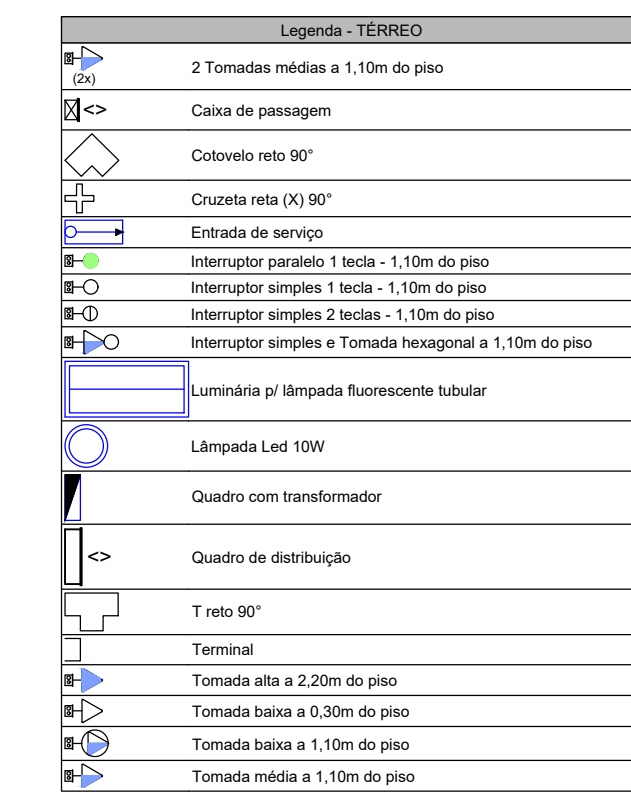 Legenda - TÉRREO
(2x)
2 Tomadas médias a 1,10m do piso
<> Caixa de passagem
Cotovelo reto 90°
Cruzeta reta (X) 90°
Entrada de serviço
Interruptor paralelo 1 tecla - 1,10m do piso
Interruptor simples 1 tecla - 1,10m do piso
Interruptor simples 2 teclas - 1,10m do piso
Interruptor simples e Tomada hexagonal a 1,10m do piso
Luminária p/ lâmpada fluorescente tubular
Lâmpada Led 10W
Quadro com transformador
<> Quadro de distribuição
T reto 90°
Terminal
Tomada alta a 2,20m do piso
Tomada baixa a 0,30m do piso
Tomada baixa a 1,10m do piso
Tomada média a 1,10m do piso